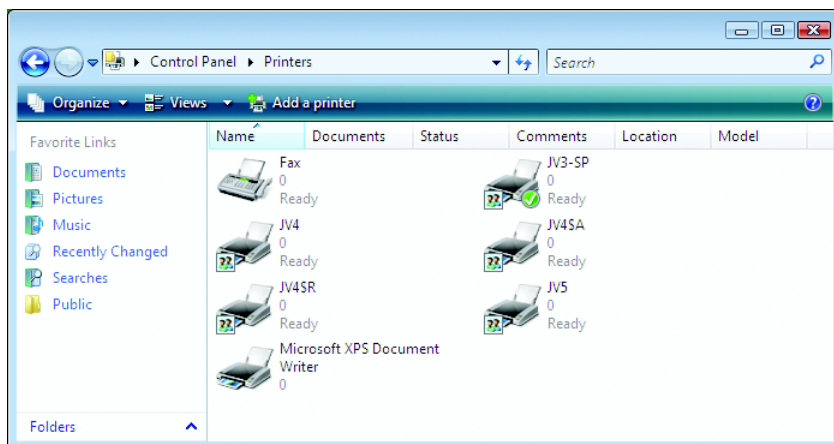 Control Panel Printers
Search
Organize Views Add a printer
Favorite Links
Documents
Pictures
Music
Recently Changed
Searches
Public
Folders
Name Documents Status Comments Location Model
Fax
0
Ready
JV3-SP
0
Ready
JV4
0
Ready
JV4SA
0
Ready
JV4SR
0
Ready
JV5
0
Ready
Microsoft XPS Document
Writer
0